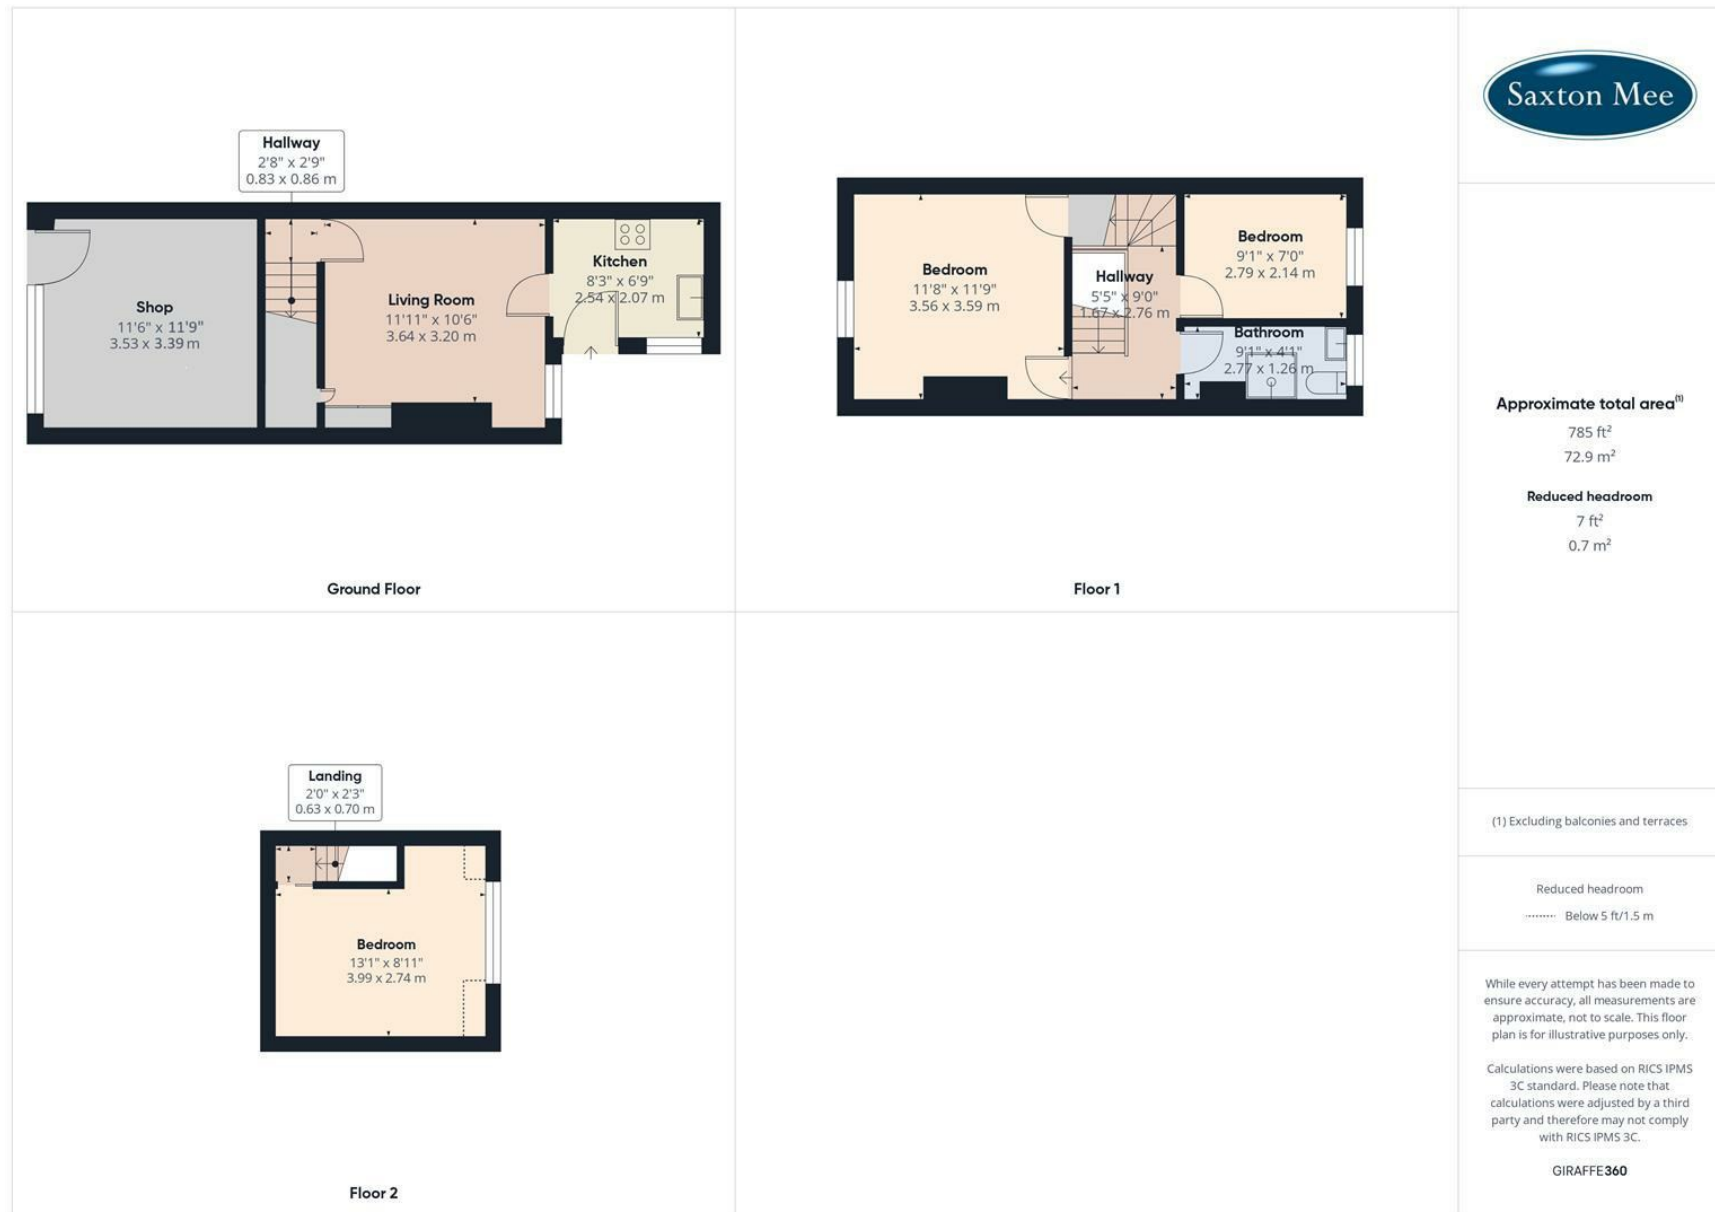 Hallway
2'8" x 2'9"
0.83 x 0.86 m
Shop
11'6" x 11'9"
3.53 x 3.39 m
Living Room
11'11" x 10'6"
3.64 x 3.20 m
Kitchen
8'3" x 6'9"
2.54 x 2.07 m
Ground Floor
Bedroom
11'8" x 11'9"
3.56 x 3.59 m
Hallway
5'5" x 9'0"
1.67 x 2.76 m
Bedroom
9'1" x 7'0"
2.79 x 2.14 m
Bathroom
9'1" x 4'1"
2.77 x 1.26 m
Floor 1
Landing
2'0" x 2'3"
0.63 x 0.70 m
Bedroom
13'1" x 8'11"
3.99 x 2.74 m
Floor 2
Saxton Mee
Approximate total area(1)
785 ft²
72.9 m²
Reduced headroom
7 ft²
0.7 m²
(1) Excluding balconies and terraces
Reduced headroom
Below 5 ft/1.5 m
While every attempt has been made to
ensure accuracy, all measurements are
approximate, not to scale. This floor
plan is for illustrative purposes only.
Calculations were based on RICS IPMS
3C standard. Please note that
calculations were adjusted by a third
party and therefore may not comply
with RICS IPMS 3C.
GIRAFFE360